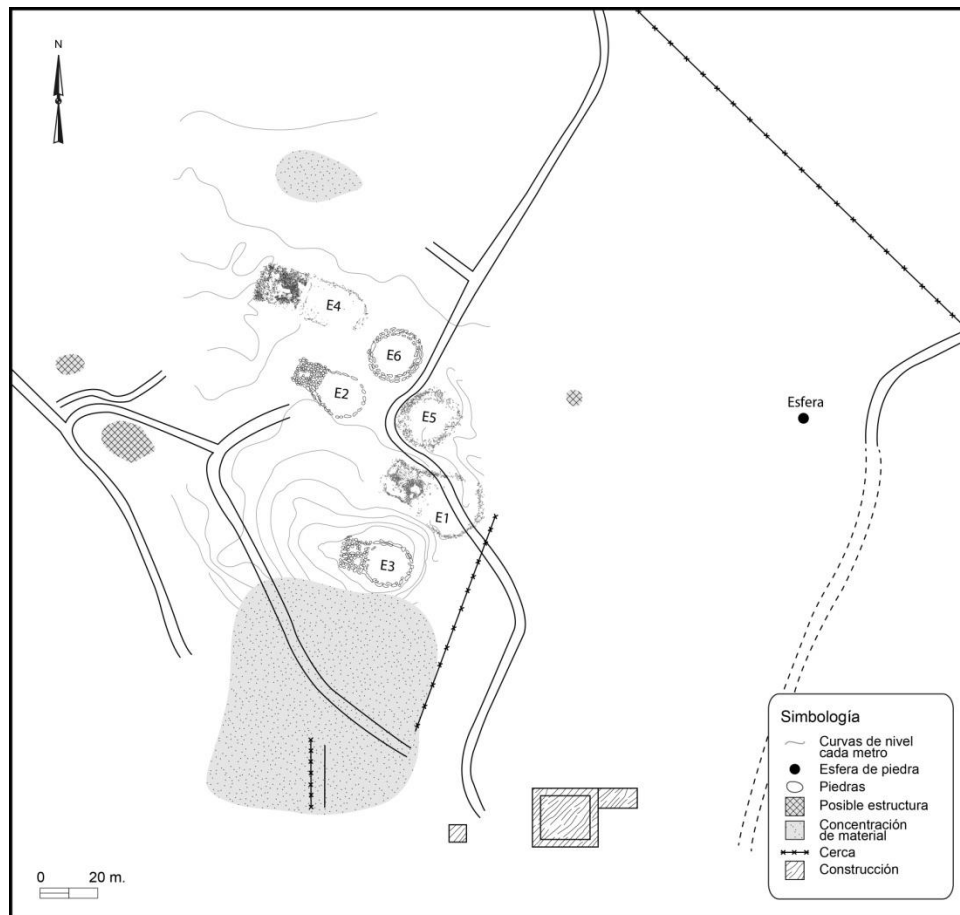 N
E4
E6
E2
E5
E1
E3
Esfera
Simbología
Curvas de nivel
cada metro
Esfera de piedra
Piedras
Posible estructura
Concentración
de material
Cerca
Construcción
0 20 m.